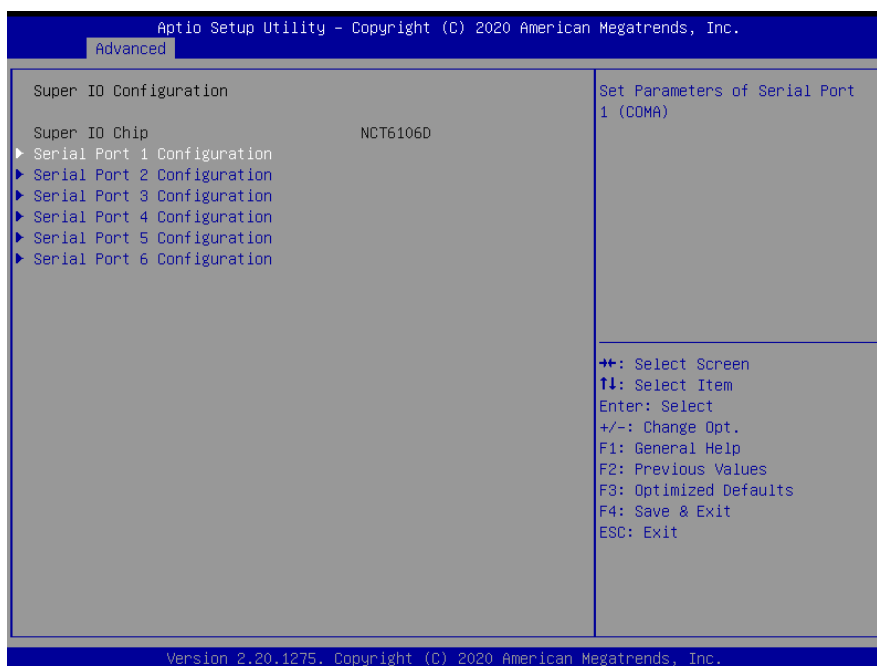 Aptio Setup Utility – Copyright (C) 2020 American Megatrends, Inc.
Advanced
Super IO Configuration
Super IO Chip NCT6106D
Serial Port 1 Configuration
Serial Port 2 Configuration
Serial Port 3 Configuration
Serial Port 4 Configuration
Serial Port 5 Configuration
Serial Port 6 Configuration
Set Parameters of Serial Port
1 (COMA)
→←: Select Screen
↑↓: Select Item
Enter: Select
+/-: Change Opt.
F1: General Help
F2: Previous Values
F3: Optimized Defaults
F4: Save & Exit
ESC: Exit
Version 2.20.1275. Copyright (C) 2020 American Megatrends, Inc.